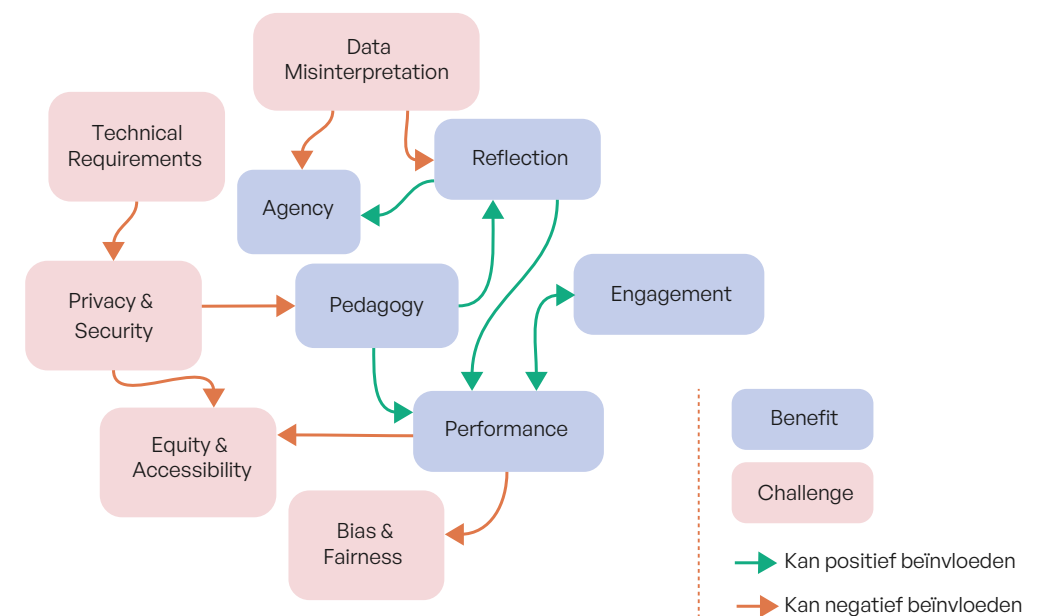 Data
Misinterpretation
Technical
Requirements
Reflection
Agency
Privacy &
Security
Pedagogy
Engagement
Equity &
Accessibility
Performance
Bias &
Fairness
Benefit
Challenge
Kan positief beïnvloeden
Kan negatief beïnvloeden